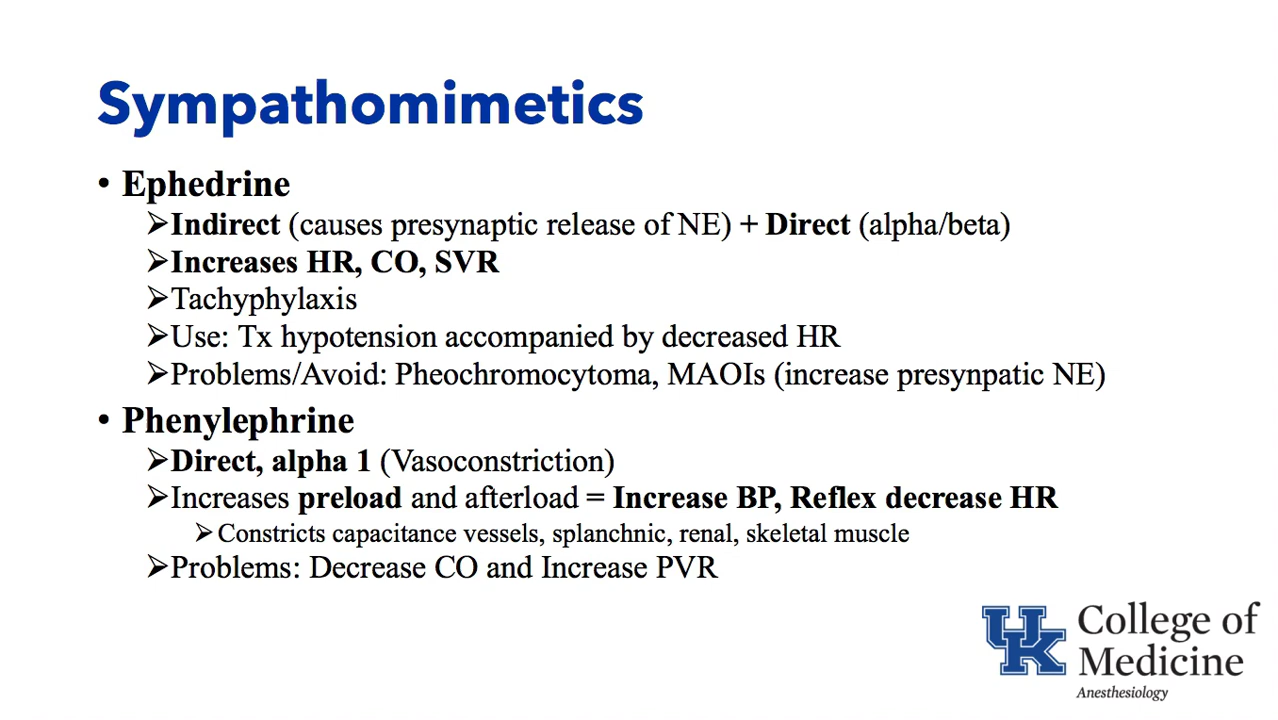 Sympathomimetics
• Ephedrine
➢Indirect (causes presynaptic release of NE) + Direct (alpha/beta)
➢Increases HR, CO, SVR
➢Tachyphylaxis
➢Use: Tx hypotension accompanied by decreased HR
➢Problems/Avoid: Pheochromocytoma, MAOIs (increase presynpatic NE)
• Phenylephrine
➢Direct, alpha 1 (Vasoconstriction)
➢Increases preload and afterload = Increase BP, Reflex decrease HR
➢Constricts capacitance vessels, splanchnic, renal, skeletal muscle
➢Problems: Decrease CO and Increase PVR
UK
College of
Medicine
Anesthesiology